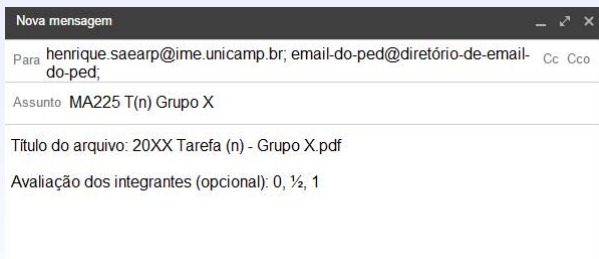 Nova mensagem
Para henrique.saearp@ime.unicamp.br; email-do-ped@diretório-de-email- Cc Cco
do-ped;
Assunto MA225 T(n) Grupo X
Título do arquivo: 20XX Tarefa (n) - Grupo X.pdf
Avaliação dos integrantes (opcional): 0, ½, 1